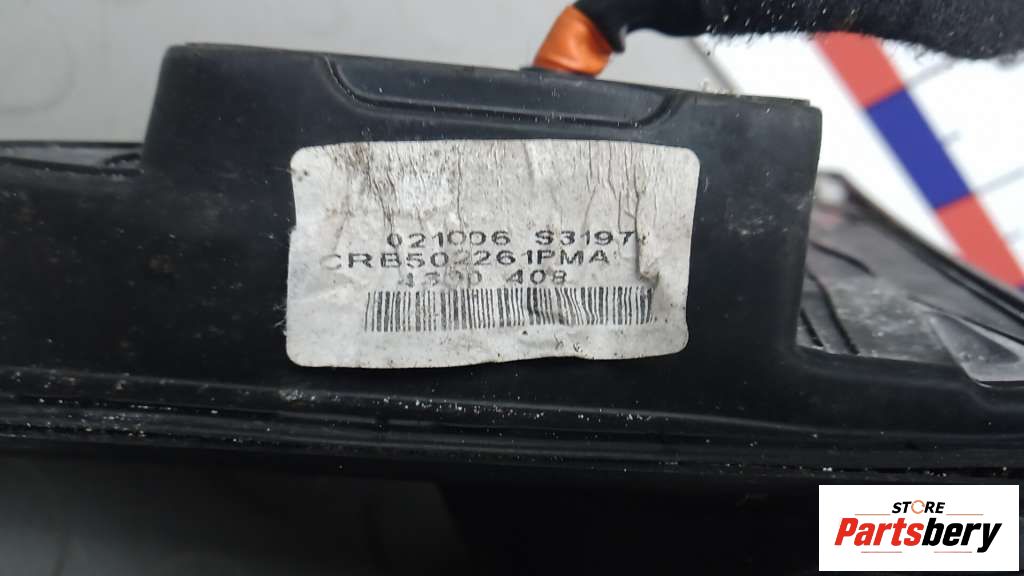 021006 S3197
CRB502261PMA
408
STORE
Partsbery